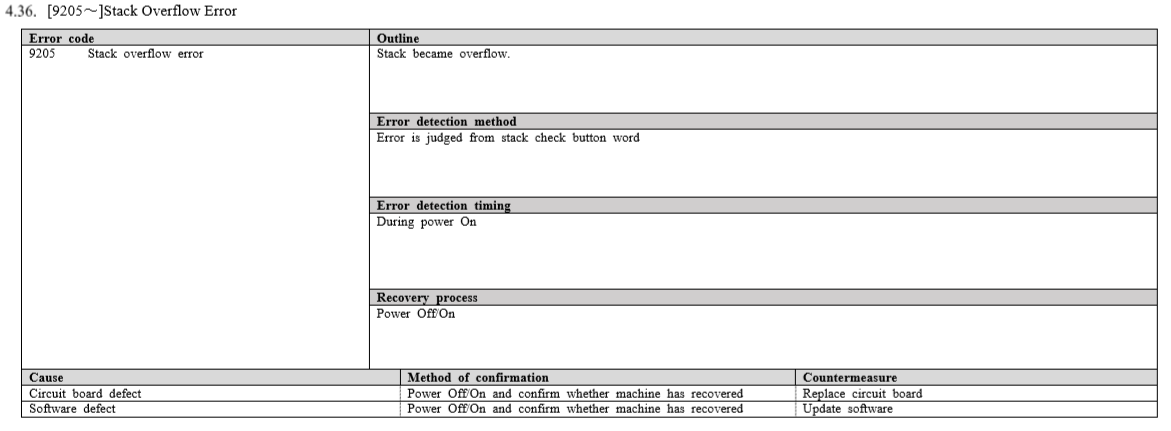 4.36. [9205～]Stack Overflow Error
Error code Outline
9205 Stack overflow error Stack became overflow.
Error detection method
Error is judged from stack check button word
Error detection timing
During power On
Recovery process
Power Off/On
Cause Method of confirmation Countermeasure
Circuit board defect Power Off/On and confirm whether machine has recovered Replace circuit board
Software defect Power Off/On and confirm whether machine has recovered Update software